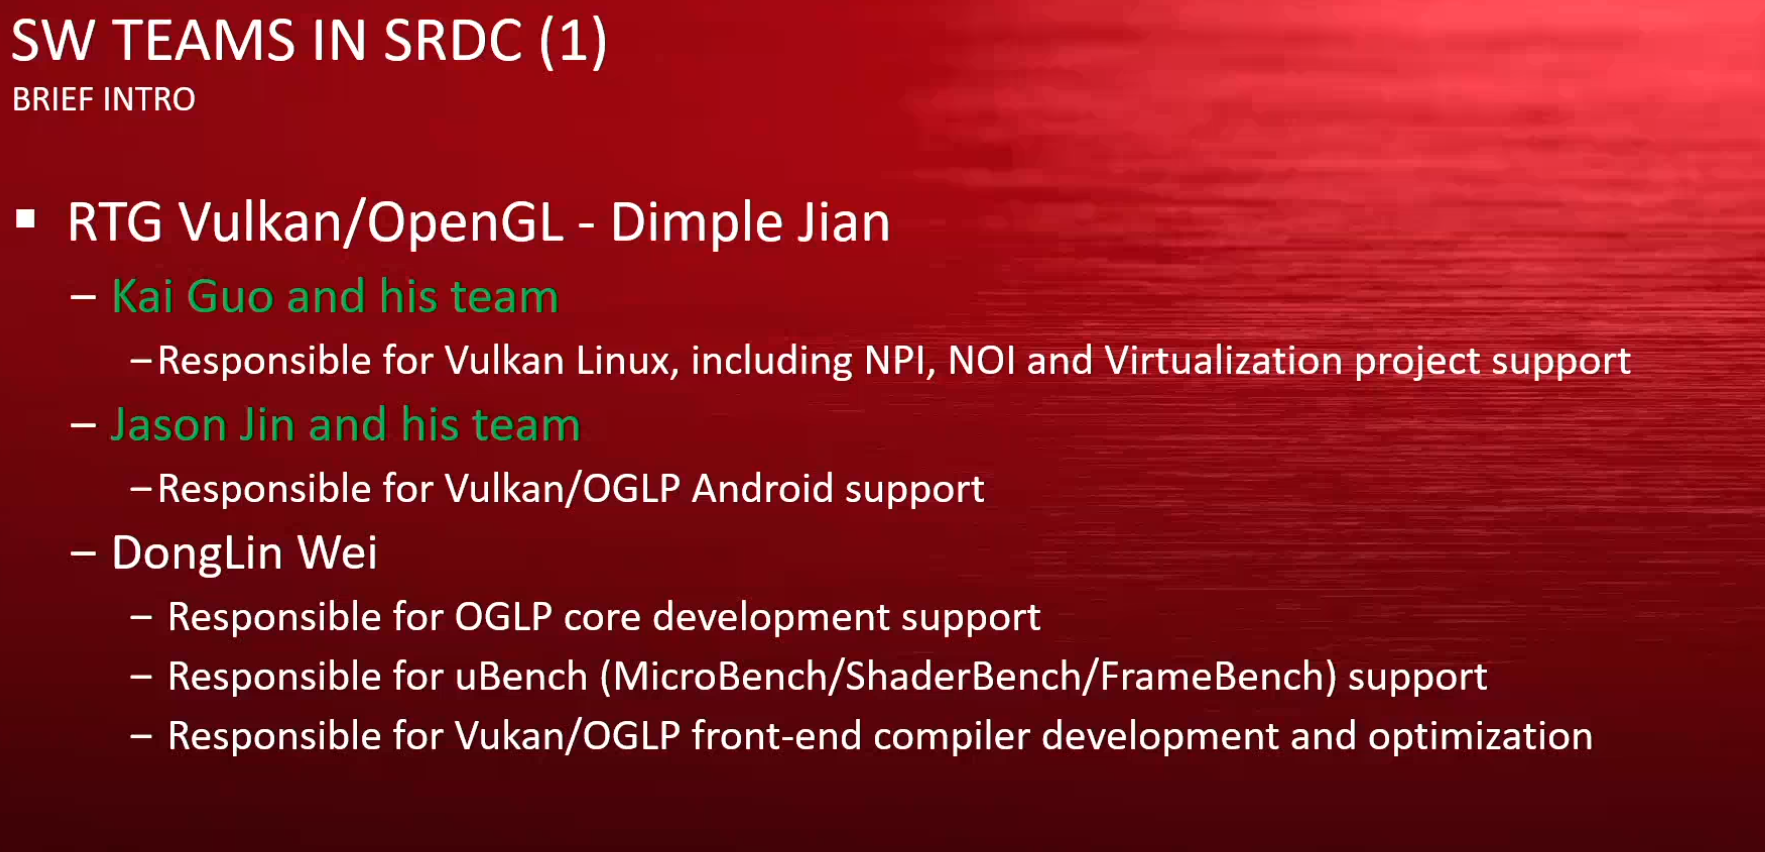 SW TEAMS IN SRDC (1)
BRIEF INTRO
▪ RTG Vulkan/OpenGL - Dimple Jian
– Kai Guo and his team
–Responsible for Vulkan Linux, including NPI, NOI and Virtualization project support
– Jason Jin and his team
–Responsible for Vulkan/OGLP Android support
– DongLin Wei
– Responsible for OGLP core development support
– Responsible for uBench (MicroBench/ShaderBench/FrameBench) support
– Responsible for Vukan/OGLP front-end compiler development and optimization